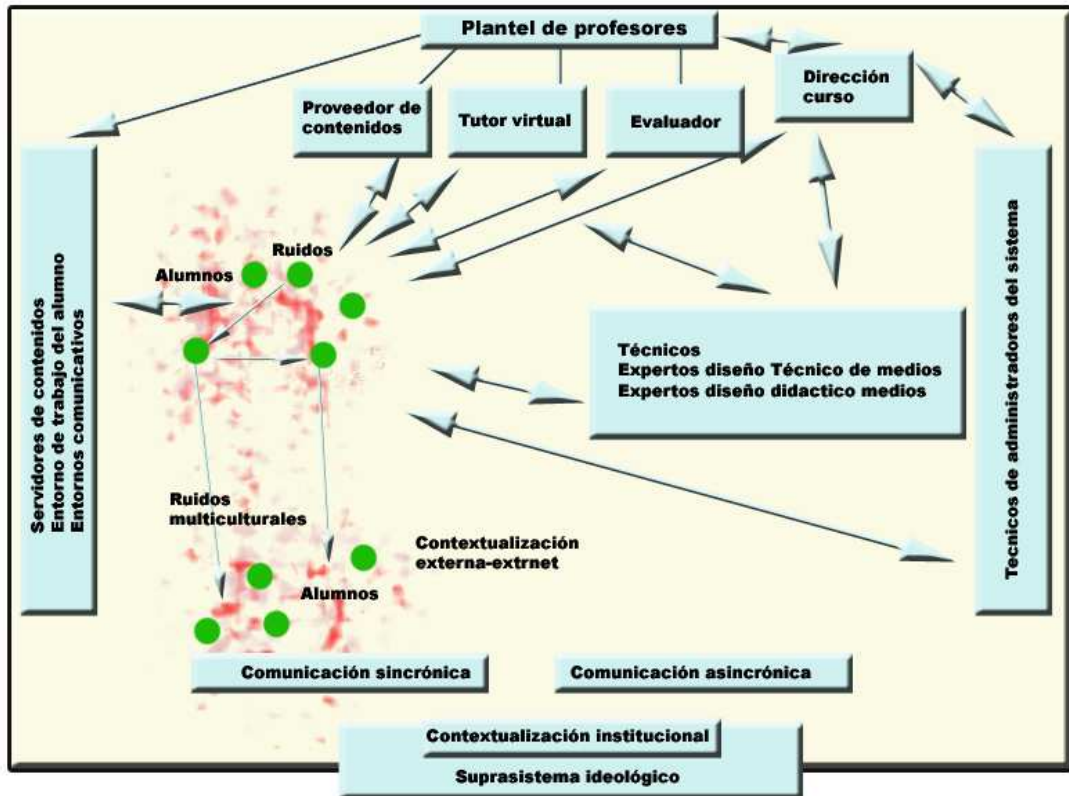 Plantel de profesores
Dirección
curso
Proveedor de
contenidos
Tutor virtual
Evaluador
Ruidos
Alumnos
Servidores de contenidos
Entorno de trabajo del alumno
Entornos comunicativos
Técnicos
Expertos diseño Técnico de medios
Expertos diseño didactico medios
Tecnicos de administradores del sistema
Ruidos
multiculturales
Contextualización
externa-extrnet
Alumnos
Comunicación sincrónica
Comunicación asincrónica
Contextualización institucional
Suprasistema ideológico